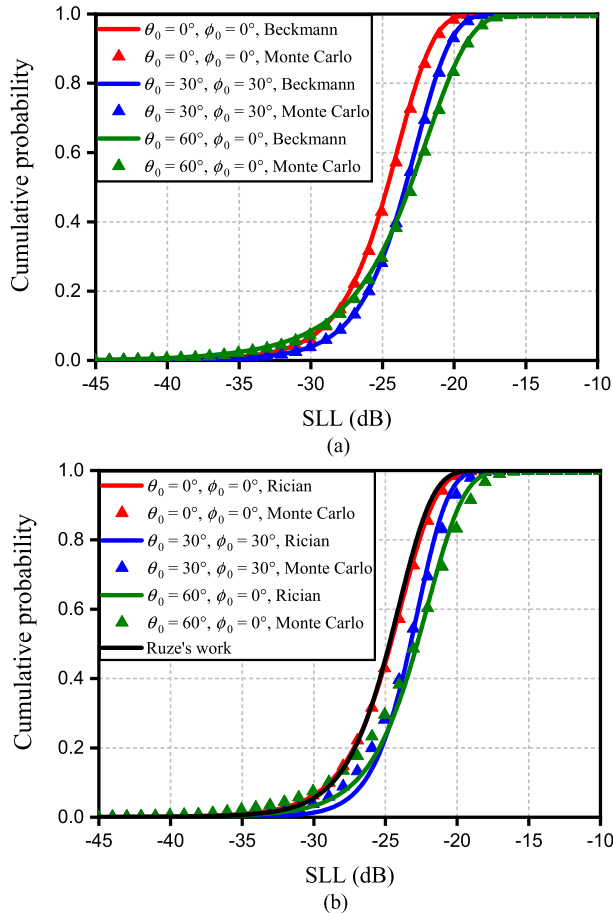 1.0
0.8
0.6
0.4
0.2
0.0
Cumulative probability
θ0 = 0°, ϕ0 = 0°, Beckmann
θ0 = 0°, ϕ0 = 0°, Monte Carlo
θ0 = 30°, ϕ0 = 30°, Beckmann
θ0 = 30°, ϕ0 = 30°, Monte Carlo
θ0 = 60°, ϕ0 = 0°, Beckmann
θ0 = 60°, ϕ0 = 0°, Monte Carlo
-45 -40 -35 -30 -25 -20 -15 -10
SLL (dB)
(a)
1.0
0.8
0.6
0.4
0.2
0.0
Cumulative probability
θ0 = 0°, ϕ0 = 0°, Rician
θ0 = 0°, ϕ0 = 0°, Monte Carlo
θ0 = 30°, ϕ0 = 30°, Rician
θ0 = 30°, ϕ0 = 30°, Monte Carlo
θ0 = 60°, ϕ0 = 0°, Rician
θ0 = 60°, ϕ0 = 0°, Monte Carlo
Ruze's work
-45 -40 -35 -30 -25 -20 -15 -10
SLL (dB)
(b)